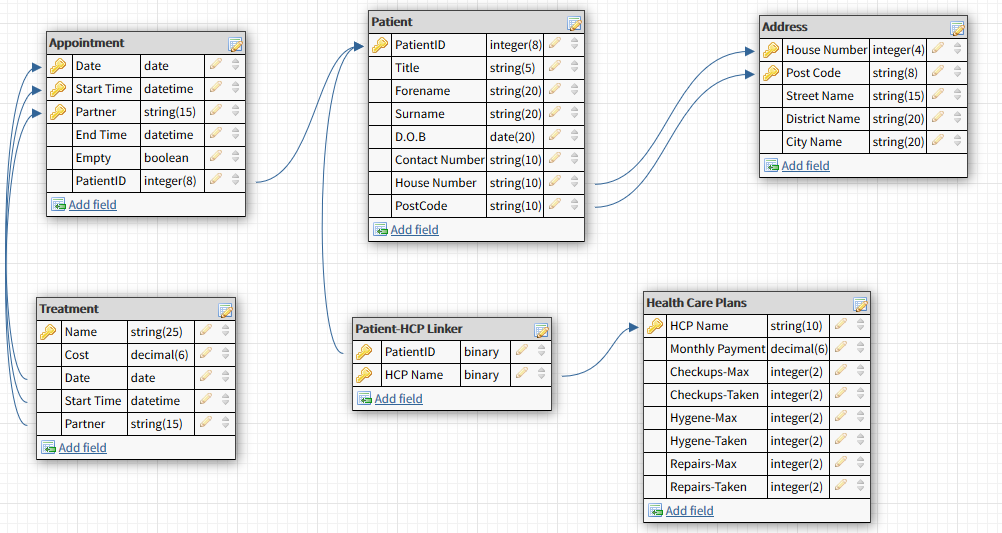 Appointment
Date date
Start Time datetime
Partner string(15)
End Time datetime
Empty boolean
PatientID integer(8)
Add field
Patient
PatientID integer(8)
Title string(5)
Forename string(20)
Surname string(20)
D.O.B date(20)
Contact Number string(10)
House Number string(10)
PostCode string(10)
Add field
Address
House Number integer(4)
Post Code string(8)
Street Name string(15)
District Name string(20)
City Name string(20)
Add field
Treatment
Name string(25)
Cost decimal(6)
Date date
Start Time datetime
Partner string(15)
Add field
Patient-HCP Linker
PatientID binary
HCP Name binary
Add field
Health Care Plans
HCP Name string(10)
Monthly Payment decimal(6)
Checkups-Max integer(2)
Checkups-Taken integer(2)
Hygene-Max integer(2)
Hygene-Taken integer(2)
Repairs-Max integer(2)
Repairs-Taken integer(2)
Add field